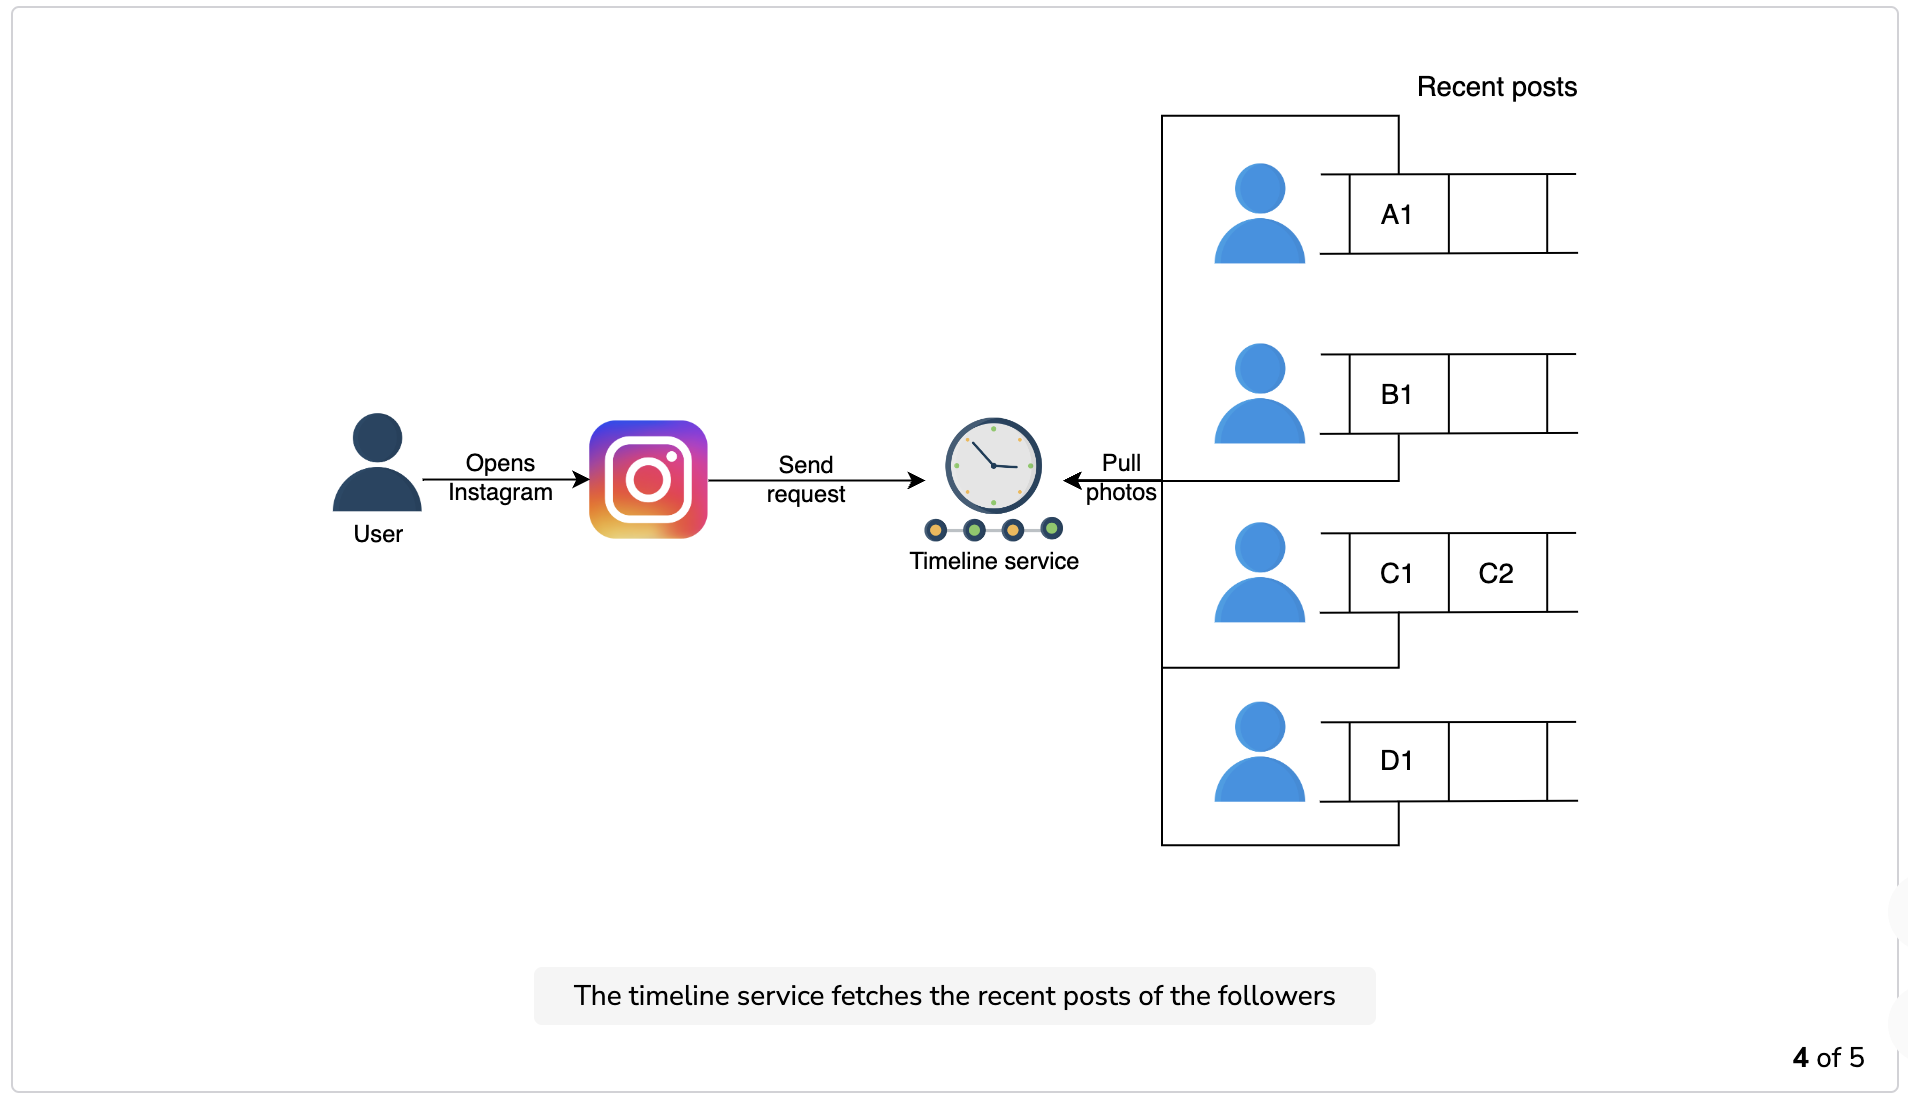 Recent posts
A1
B1
Opens
Instagram
Send
request
Pull
photos
User
Timeline service
C1 C2
D1
The timeline service fetches the recent posts of the followers
4 of 5